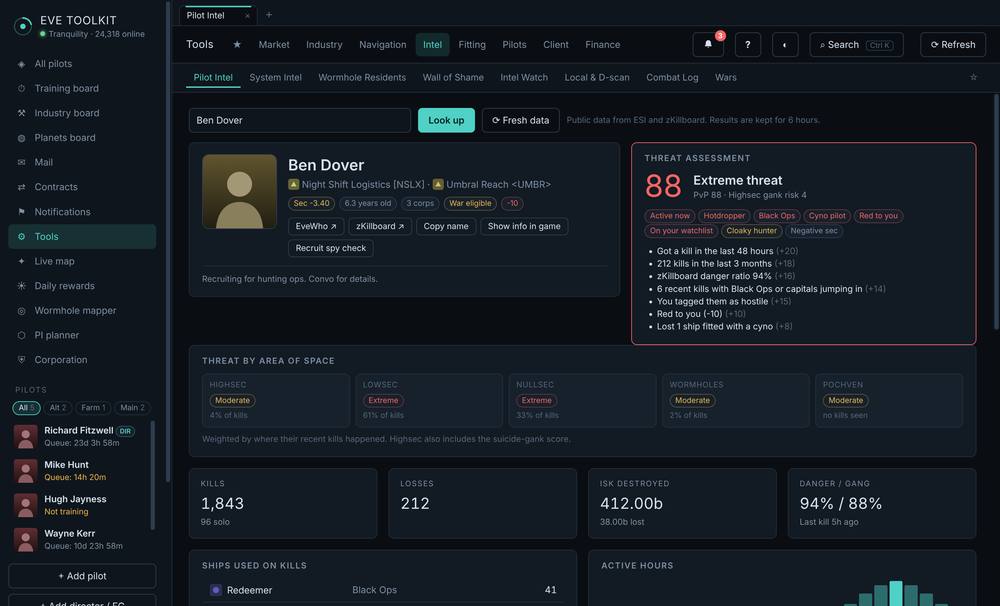 EVE TOOLKIT
Tranquility · 24,318 online
All pilots
Training board
Industry board
Planets board
Mail
Contracts
Notifications
Tools
Live map
Daily rewards
Wormhole mapper
PI planner
Corporation
PILOTS
All 5 Alt 2 Farm 1 Main 2
Richard Fitzwell DIR
Queue: 23d 3h 58m
Mike Hunt
Queue: 14h 20m
Hugh Jayness
Not training
Wayne Kerr
Queue: 10d 23h 58m
+ Add pilot
+ Add director / FC
Pilot Intel × +
Tools ★ Market Industry Navigation Intel Fitting Pilots Client Finance 3 ? Search Ctrl K ⟳ Refresh
Pilot Intel System Intel Wormhole Residents Wall of Shame Intel Watch Local & D-scan Combat Log Wars ☆
Ben Dover Look up ⟳ Fresh data Public data from ESI and zKillboard. Results are kept for 6 hours.
Ben Dover
Night Shift Logistics [NSLX] · Umbral Reach <UMBR>
Sec -3.40 6.3 years old 3 corps War eligible -10
EveWho ↗ zKillboard ↗ Copy name Show info in game
Recruit spy check
Recruiting for hunting ops. Convo for details.
THREAT ASSESSMENT
88 Extreme threat
PvP 88 · Highsec gank risk 4
Active now Hotdropper Black Ops Cyno pilot Red to you
On your watchlist Cloaky hunter Negative sec
• Got a kill in the last 48 hours (+20)
• 212 kills in the last 3 months (+18)
• zKillboard danger ratio 94% (+16)
• 6 recent kills with Black Ops or capitals jumping in (+14)
• You tagged them as hostile (+15)
• Red to you (-10) (+10)
• Lost 1 ship fitted with a cyno (+8)
THREAT BY AREA OF SPACE
HIGHSEC LOWSEC NULLSEC WORMHOLES POCHVEN
Moderate Extreme Extreme Moderate Moderate
4% of kills 61% of kills 33% of kills 2% of kills no kills seen
Weighted by where their recent kills happened. Highsec also includes the suicide-gank score.
KILLS LOSSES ISK DESTROYED DANGER / GANG
1,843 212 412.00b 94% / 88%
96 solo 38.00b lost Last kill 5h ago
SHIPS USED ON KILLS
Redeemer Black Ops 41
ACTIVE HOURS